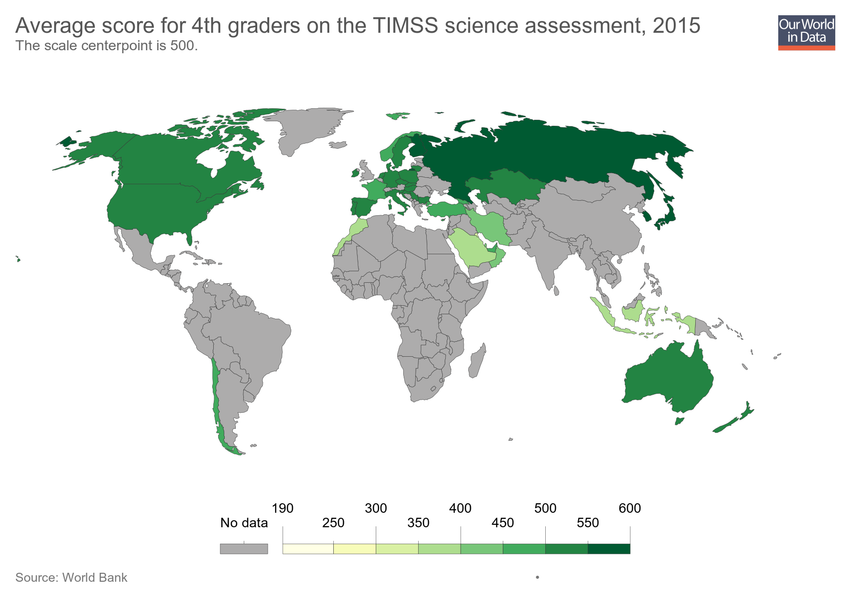 Average score for 4th graders on the TIMSS science assessment, 2015
The scale centerpoint is 500.
Our World
in Data
190 300 400 500 600
No data 250 350 450 550
Source: World Bank